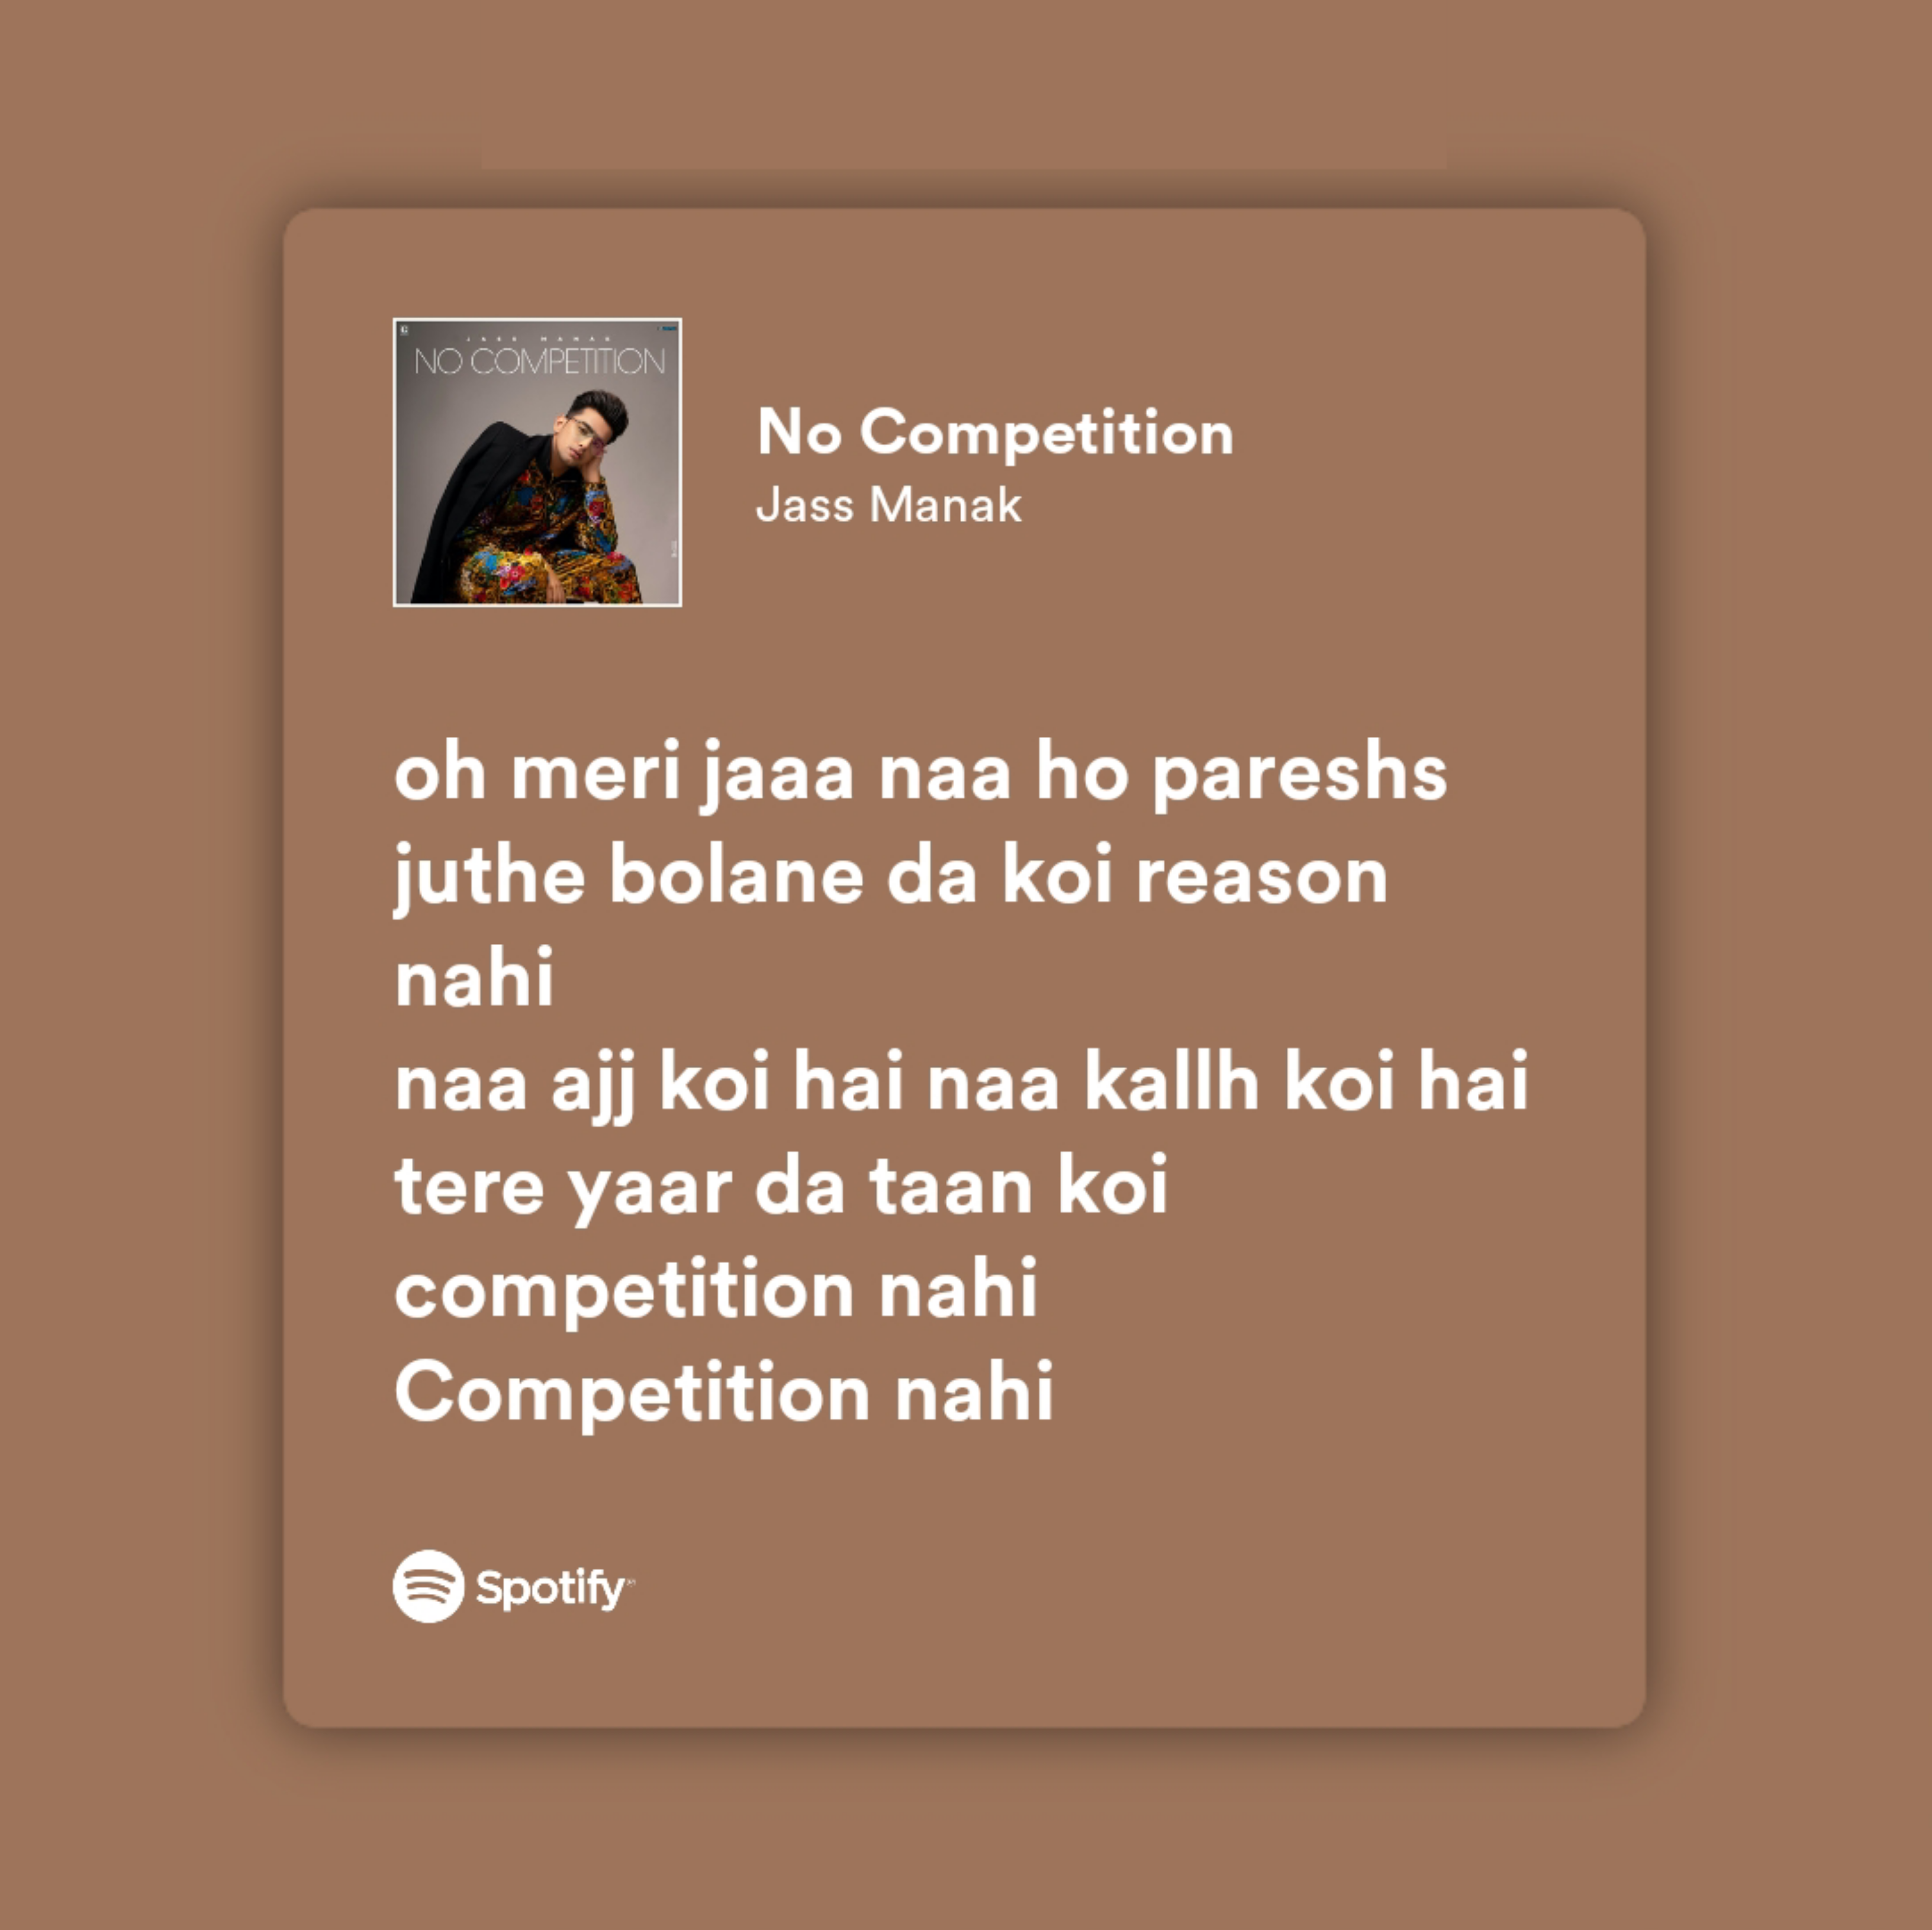 JASS MANAK
NO COMPETITION
No Competition
Jass Manak
oh meri jaaa naa ho pareshs
juthe bolane da koi reason
nahi
naa ajj koi hai naa kallh koi hai
tere yaar da taan koi
competition nahi
Competition nahi
Spotify